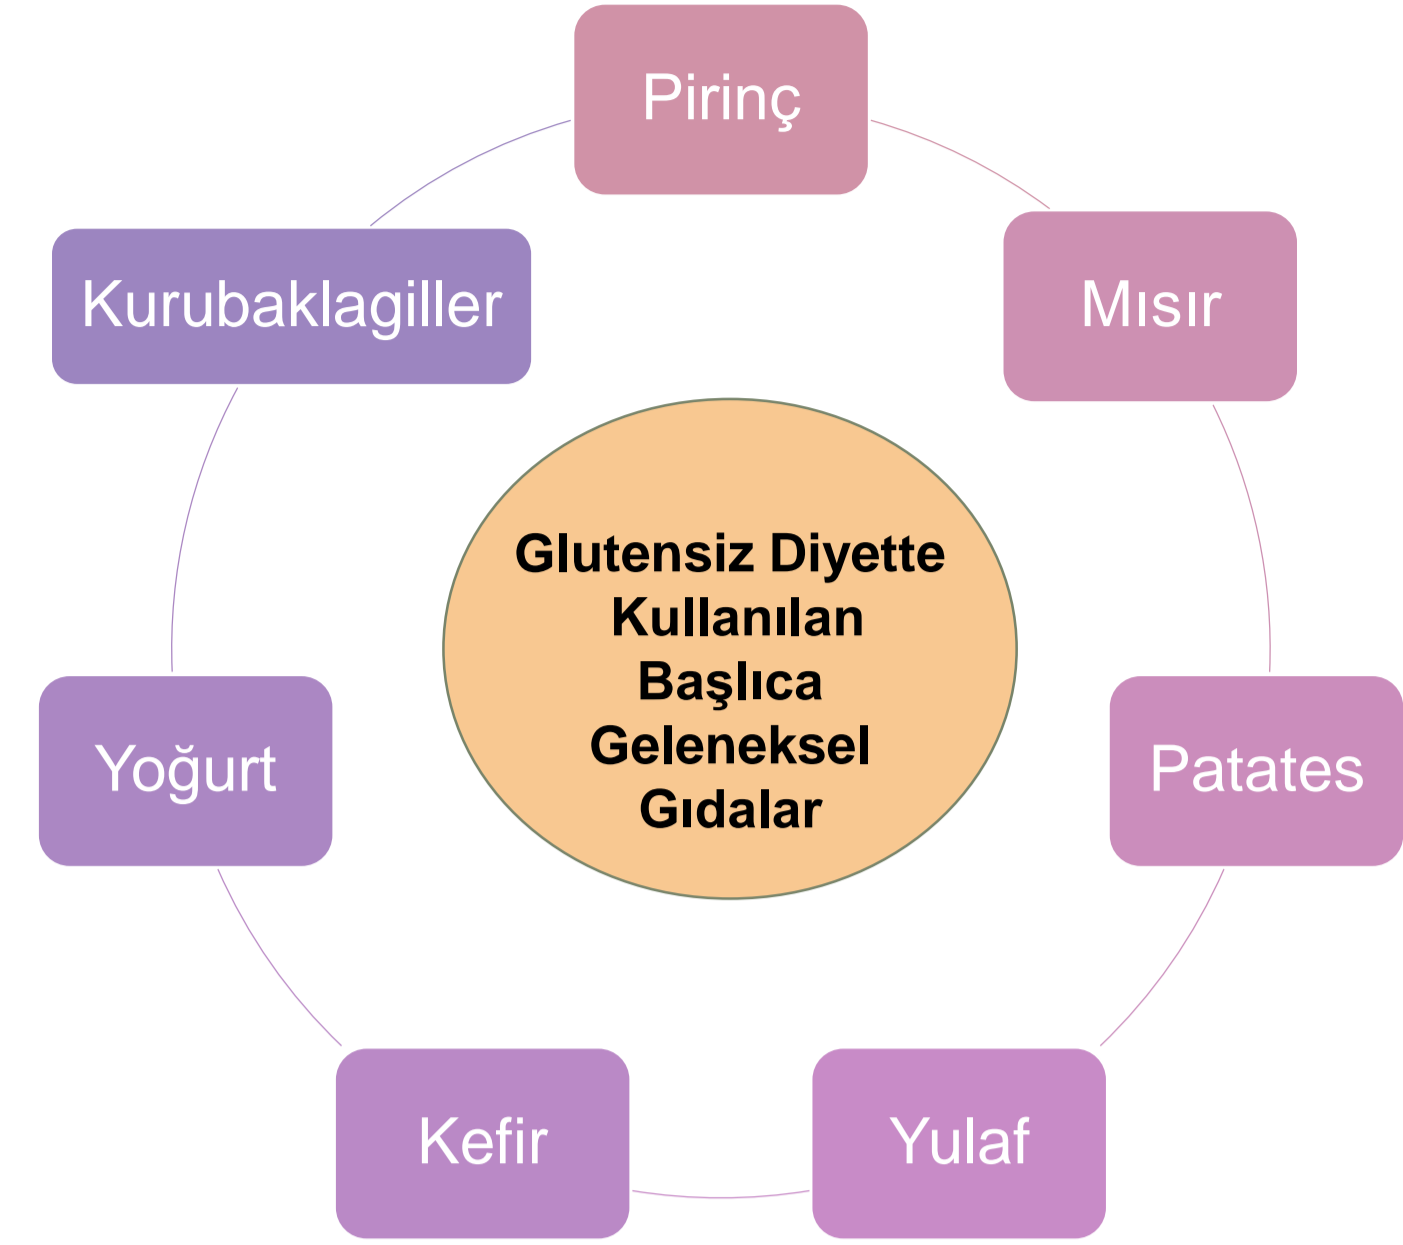 Pirinç
Mısır
Patates
Yulaf
Kefir
Yoğurt
Kurubaklagiller
Glutensiz Diyette
Kullanılan
Başlıca
Geleneksel
Gıdalar